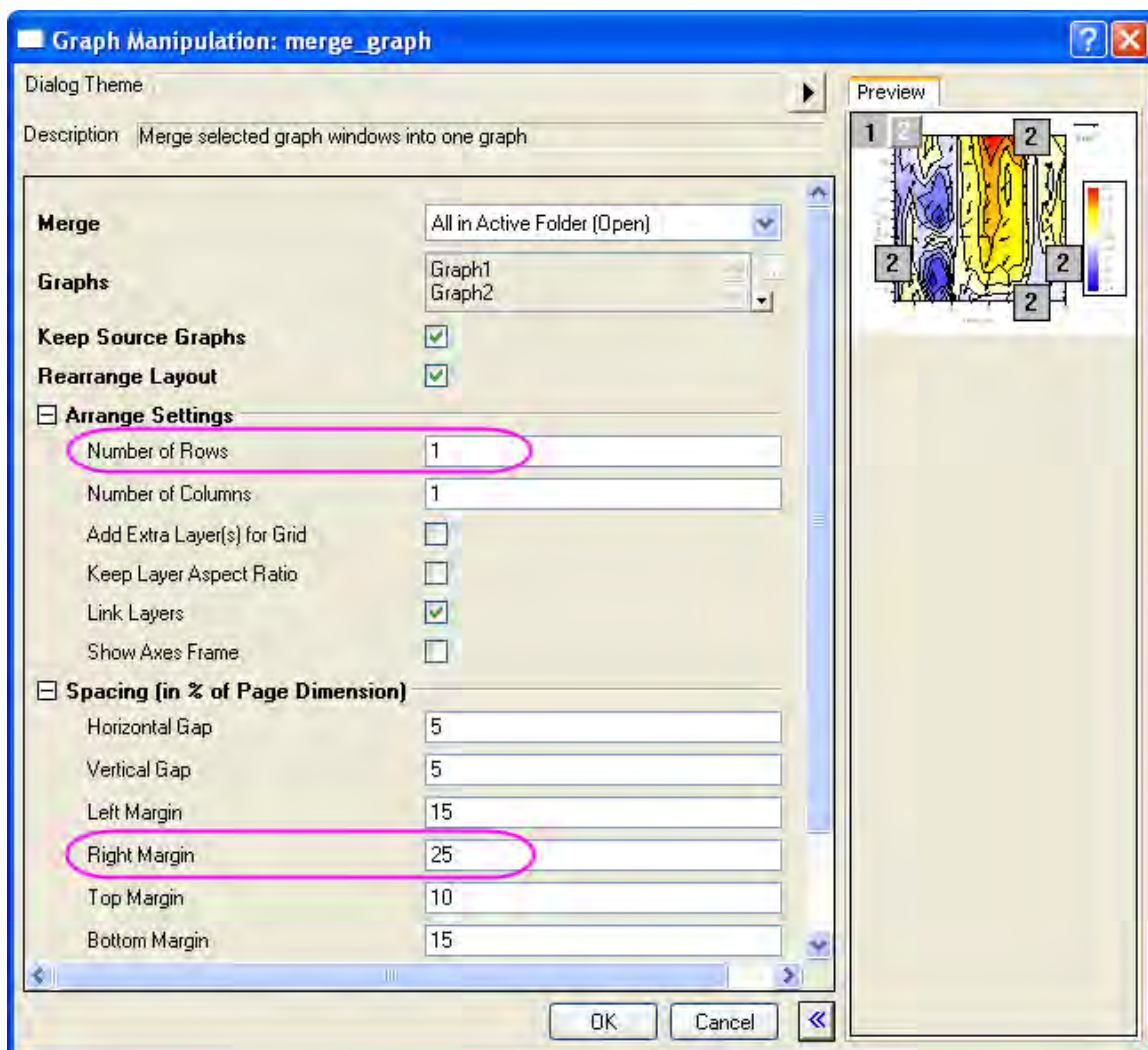 Graph Manipulation: merge_graph
Dialog Theme
Description Merge selected graph windows into one graph
Merge All in Active Folder (Open)
Graphs Graph1
Graph2
Keep Source Graphs
Rearrange Layout
Arrange Settings
Number of Rows 1
Number of Columns 1
Add Extra Layer(s) for Grid
Keep Layer Aspect Ratio
Link Layers
Show Axes Frame
Spacing (in % of Page Dimension)
Horizontal Gap 5
Vertical Gap 5
Left Margin 15
Right Margin 25
Top Margin 10
Bottom Margin 15
OK Cancel
Preview
1 2 2
2 2
2